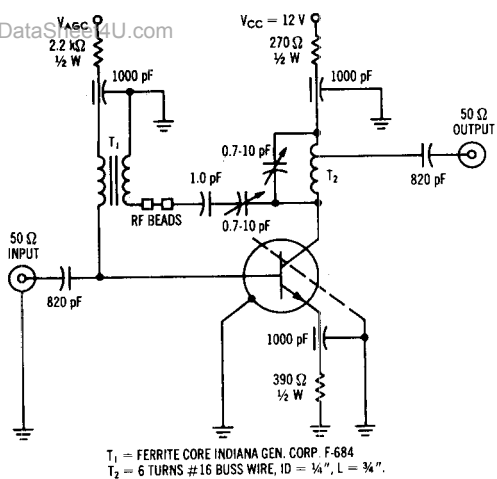 DataSheet4U.com
VAGC
2.2 kΩ
½ W
1000 pF
VCC = 12 V
270 Ω
½ W
1000 pF
50 Ω
OUTPUT
T1
0.7-10 pF
T2
820 pF
1.0 pF
RF BEADS
0.7-10 pF
50 Ω
INPUT
820 pF
1000 pF
390 Ω
½ W
T1 = FERRITE CORE INDIANA GEN. CORP. F-684
T2 = 6 TURNS #16 BUSS WIRE, ID = ¼", L = ¾".